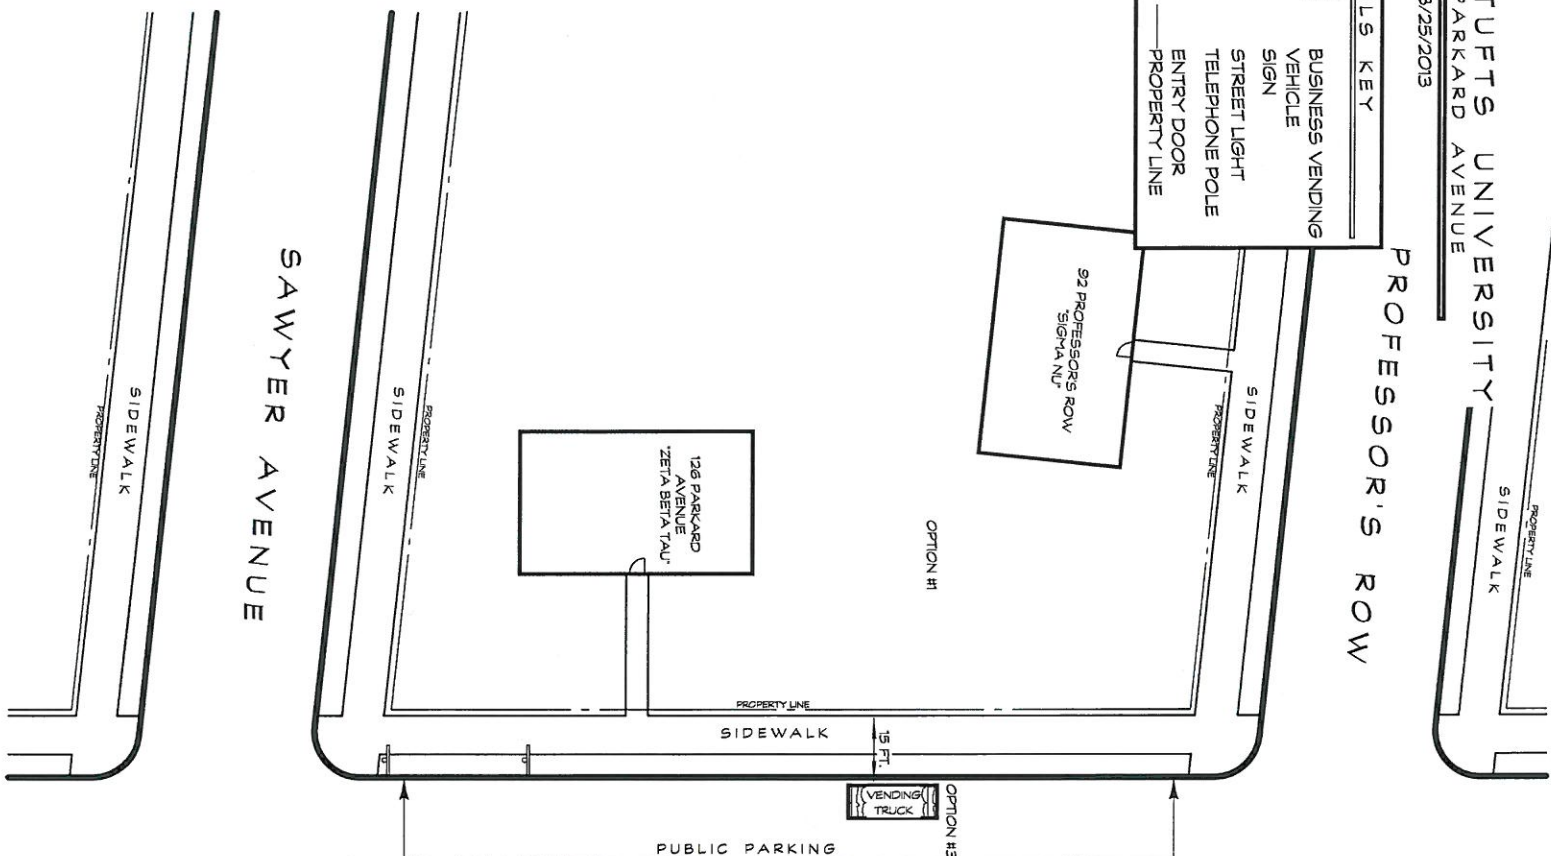 TUFTS UNIVERSITY
PARKARD AVENUE
3/25/2013
LS KEY
BUSINESS VENDING
VEHICLE
SIGN
STREET LIGHT
TELEPHONE POLE
ENTRY DOOR
PROPERTY LINE
PROFESSOR'S ROW
SIDEWALK
PROPERTY LINE
SIDEWALK
PROPERTY LINE
92 PROFESSOR'S ROW
"SIGMA NU"
OPTION #1
126 PARKARD
AVENUE
"ZETA BETA TAU"
SAWYER AVENUE
PROPERTY LINE
SIDEWALK
SIDEWALK
PROPERTY LINE
PROPERTY LINE
SIDEWALK
15 FT.
VENDING
TRUCK
OPTION #3
PUBLIC PARKING